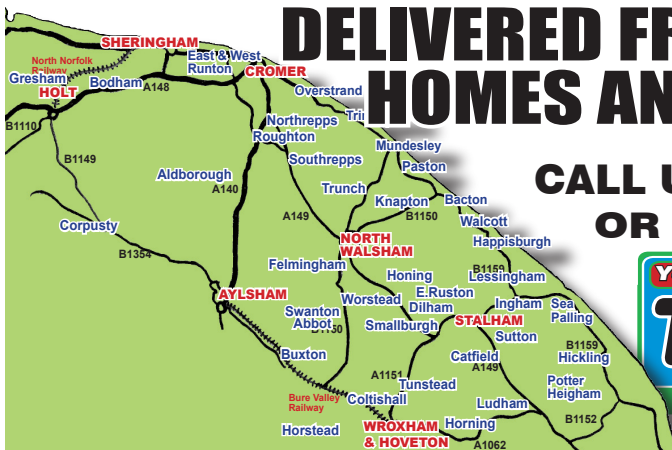 DELIVERED FR
HOMES AN
CALL U
OR
SHERINGHAM
East & West
Runton
CROMER
North Norfolk
Railway
Gresham
HOLT
Bodham
A148
Overstrand
Northrepps
Roughton
Southrepps
Mundesley
Paston
B1110
B1149
Aldborough
A140
Trunch
Knapton
B1150
Bacton
Walcott
Happisburgh
A149
Corpusty
B1354
NORTH
WALSHAM
Felmingham
Honing
B1159
Lessingham
AYLSHAM
Worstead
E.Ruston
Dilham
Ingham
Sea
Palling
Swanton
Abbot
B1150
Smallburgh
STALHAM
Sutton
Buxton
Catfield
A149
B1159
Hickling
A1151
Tunstead
Potter
Heigham
Bure Valley
Railway
Coltishall
Ludham
B1152
Horstead
WROXHAM
& HOVETON
Horning
A1062